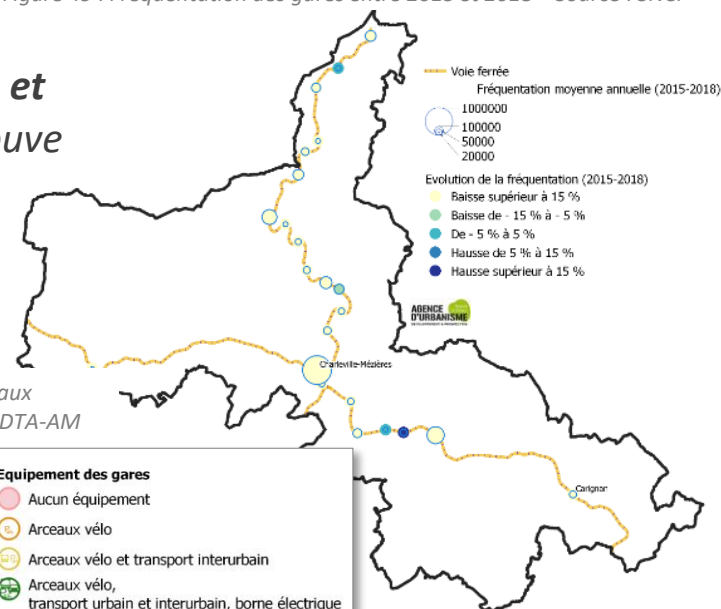 et
Voie ferrée
Fréquentation moyenne annuelle (2015-2018)
1000000
100000
50000
20000
Evolution de la fréquentation (2015-2018)
Baisse supérieur à 15 %
Baisse de - 15 % à - 5 %
De - 5 % à 5 %
Hausse de 5 % à 15 %
Hausse supérieur à 15 %
AGENCE
D'URBANISME
Charleville-Mézières
Carignan
DTA-AM
Equipement des gares
Aucun équipement
Arceaux vélo
Arceaux vélo et transport interurbain
Arceaux vélo,
transport urbain et interurbain, borne électrique